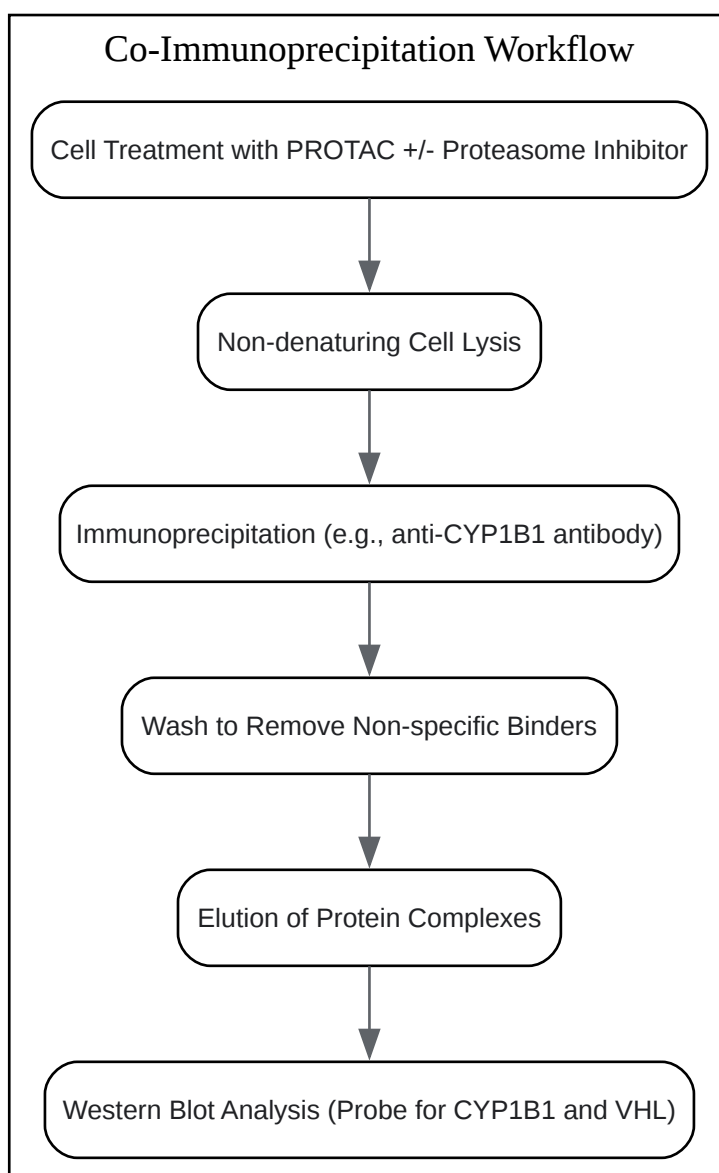 Co-Immunoprecipitation Workflow
Cell Treatment with PROTAC +/- Proteasome Inhibitor
Non-denaturing Cell Lysis
Immunoprecipitation (e.g., anti-CYP1B1 antibody)
Wash to Remove Non-specific Binders
Elution of Protein Complexes
Western Blot Analysis (Probe for CYP1B1 and VHL)